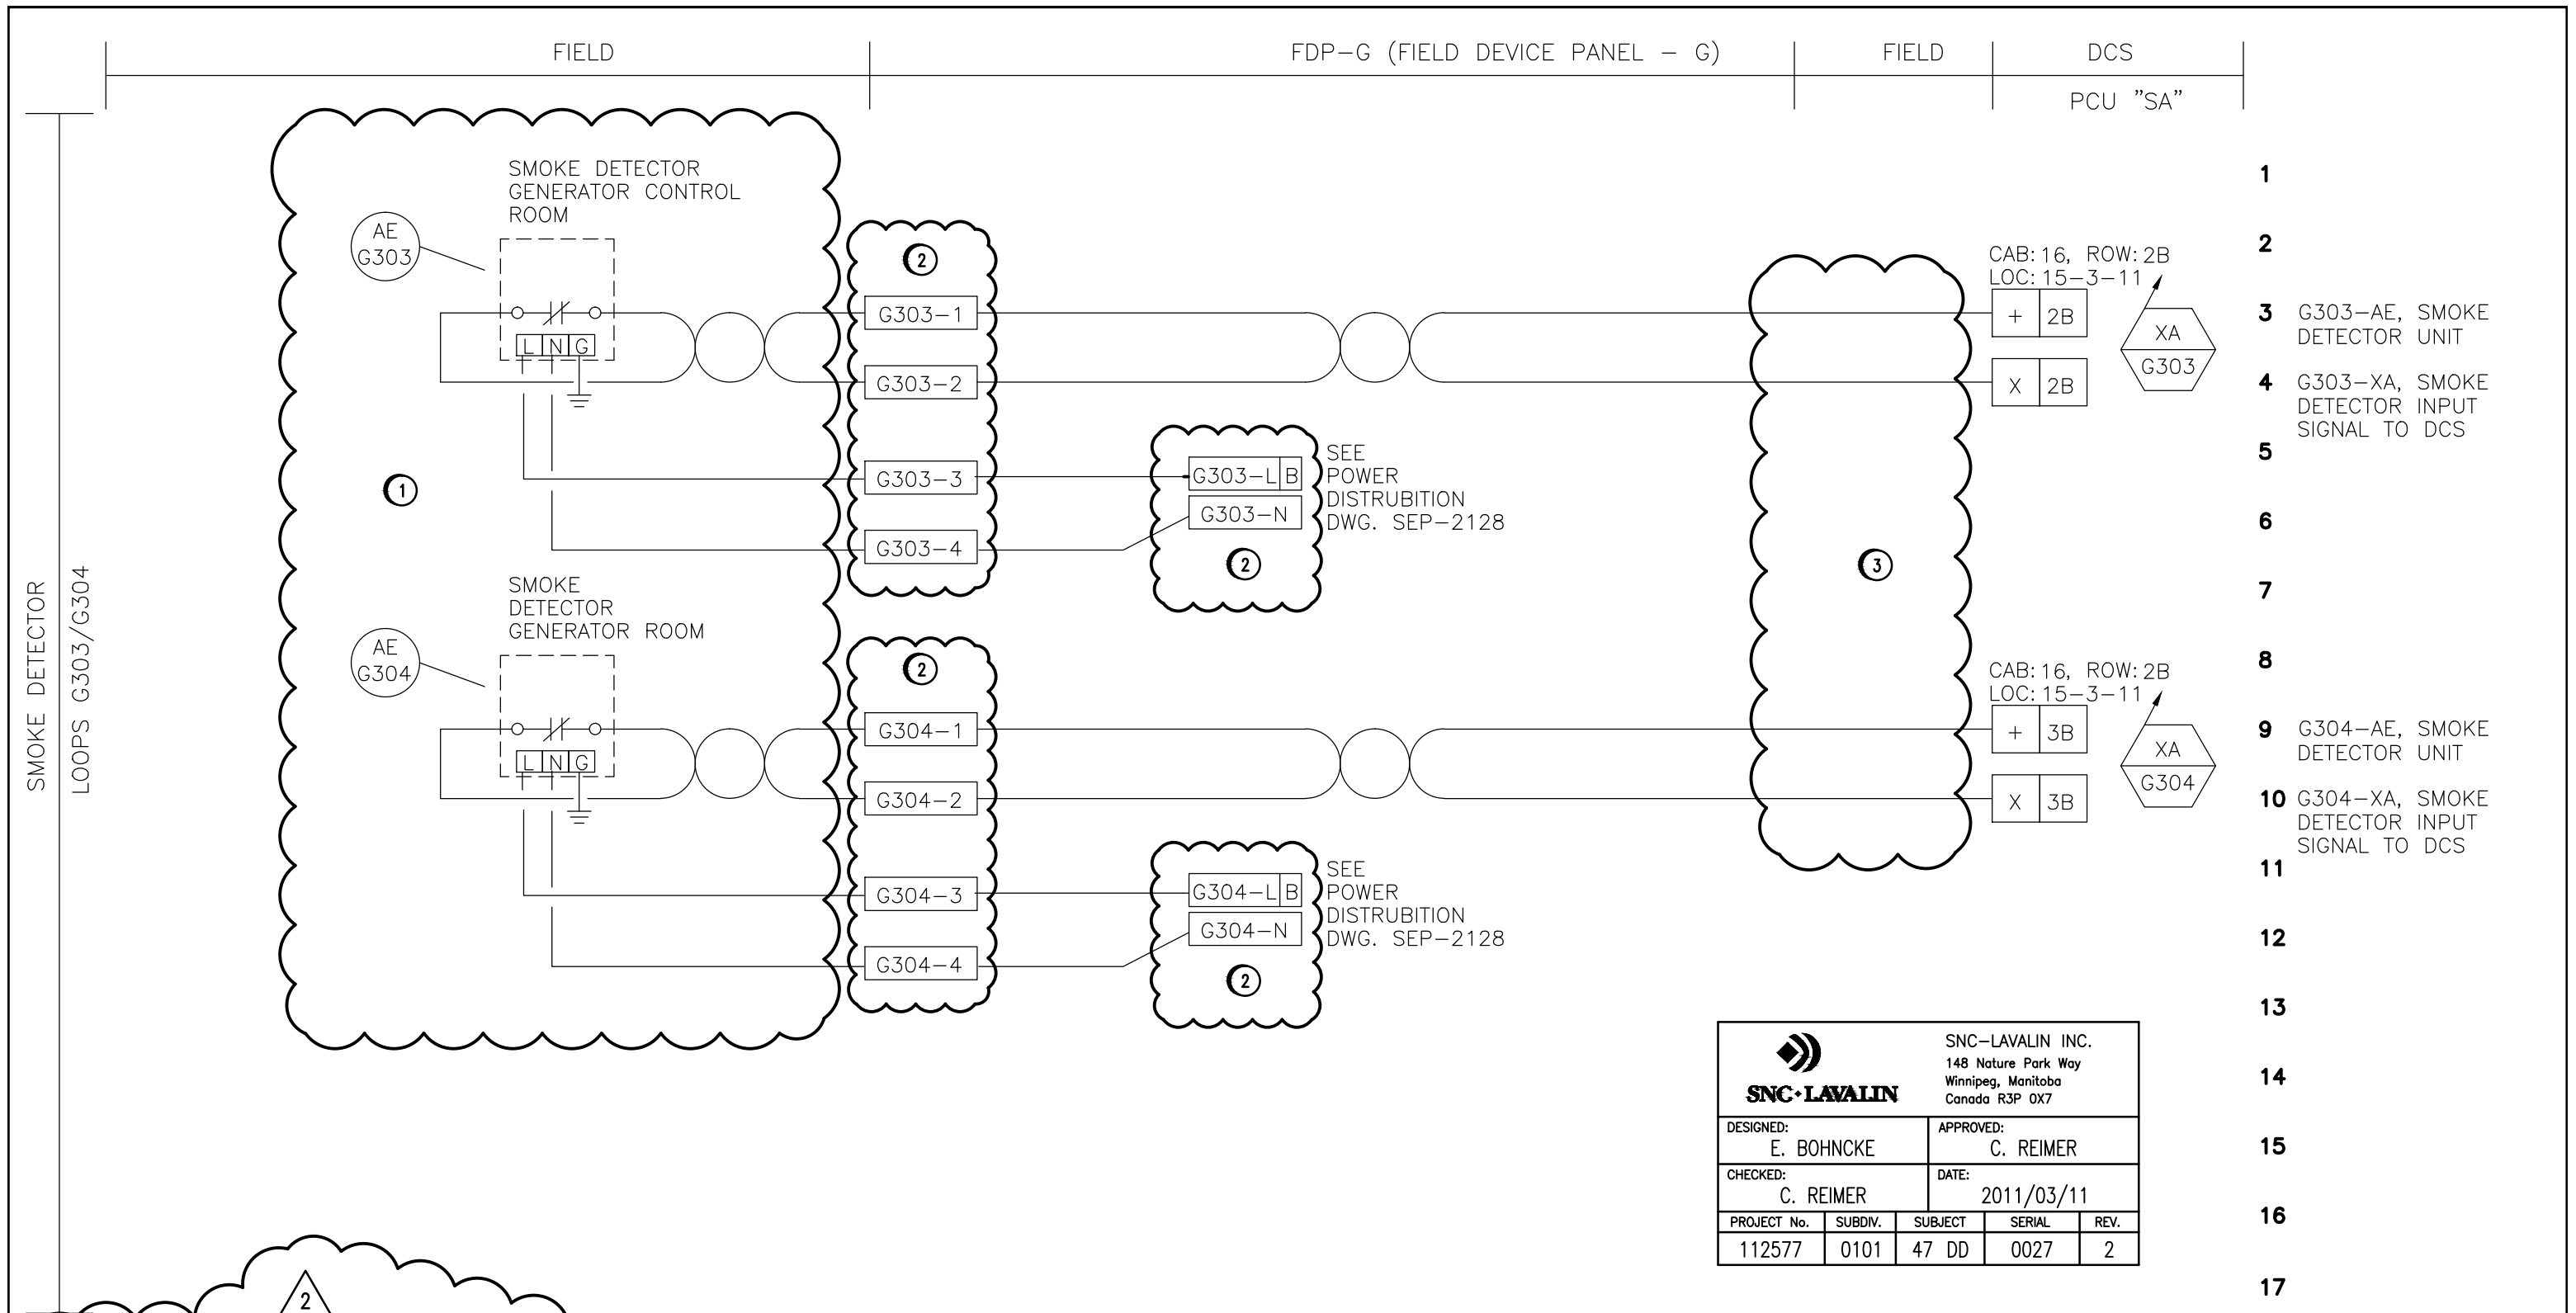 FIELD
FDP-G (FIELD DEVICE PANEL - G)
FIELD
DCS
PCU "SA"
SMOKE DETECTOR
LOOPS G303/G304
SMOKE DETECTOR
GENERATOR CONTROL
ROOM
AE
G303
L N G
1
2
G303-1
G303-2
G303-3
G303-4
G303-L B
G303-N
2
SEE
POWER
DISTRUBITION
DWG. SEP-2128
3
CAB: 16, ROW: 2B
LOC: 15-3-11
+ 2B
X 2B
XA
G303
SMOKE
DETECTOR
GENERATOR ROOM
AE
G304
L N G
2
G304-1
G304-2
G304-3
G304-4
G304-L B
G304-N
2
SEE
POWER
DISTRUBITION
DWG. SEP-2128
CAB: 16, ROW: 2B
LOC: 15-3-11
+ 3B
X 3B
XA
G304
1
2
3 G303-AE, SMOKE
DETECTOR UNIT
4 G303-XA, SMOKE
DETECTOR INPUT
SIGNAL TO DCS
5
6
7
8
9 G304-AE, SMOKE
DETECTOR UNIT
10 G304-XA, SMOKE
DETECTOR INPUT
SIGNAL TO DCS
11
12
13
14
15
16
17
SNC·LAVALIN
SNC-LAVALIN INC.
148 Nature Park Way
Winnipeg, Manitoba
Canada R3P 0X7
DESIGNED:
E. BOHNCKE
APPROVED:
C. REIMER
CHECKED:
C. REIMER
DATE:
2011/03/11
PROJECT No. SUBDIV. SUBJECT SERIAL REV.
112577 0101 47 DD 0027 2
2